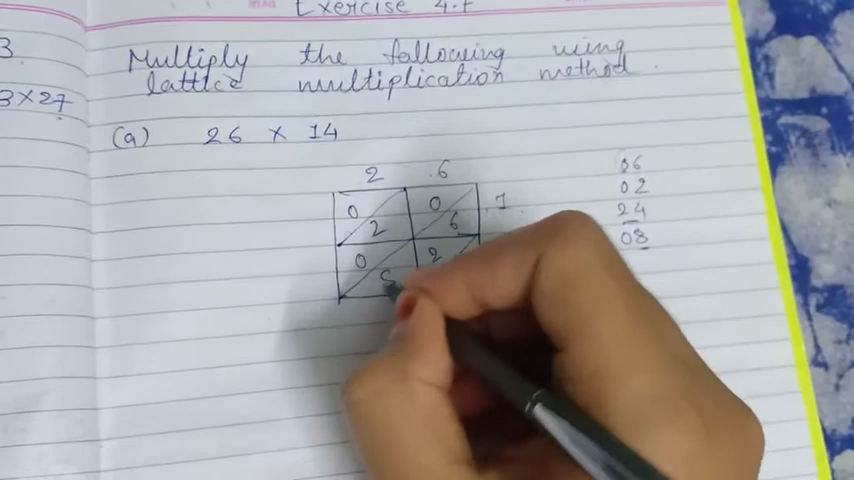 Exercise 4.F
3
Multiply the following using
lattice multiplication method.
3 × 27
(a) 26 × 14
2 6
0 0 1
2 6
0 2
06
02
24
08